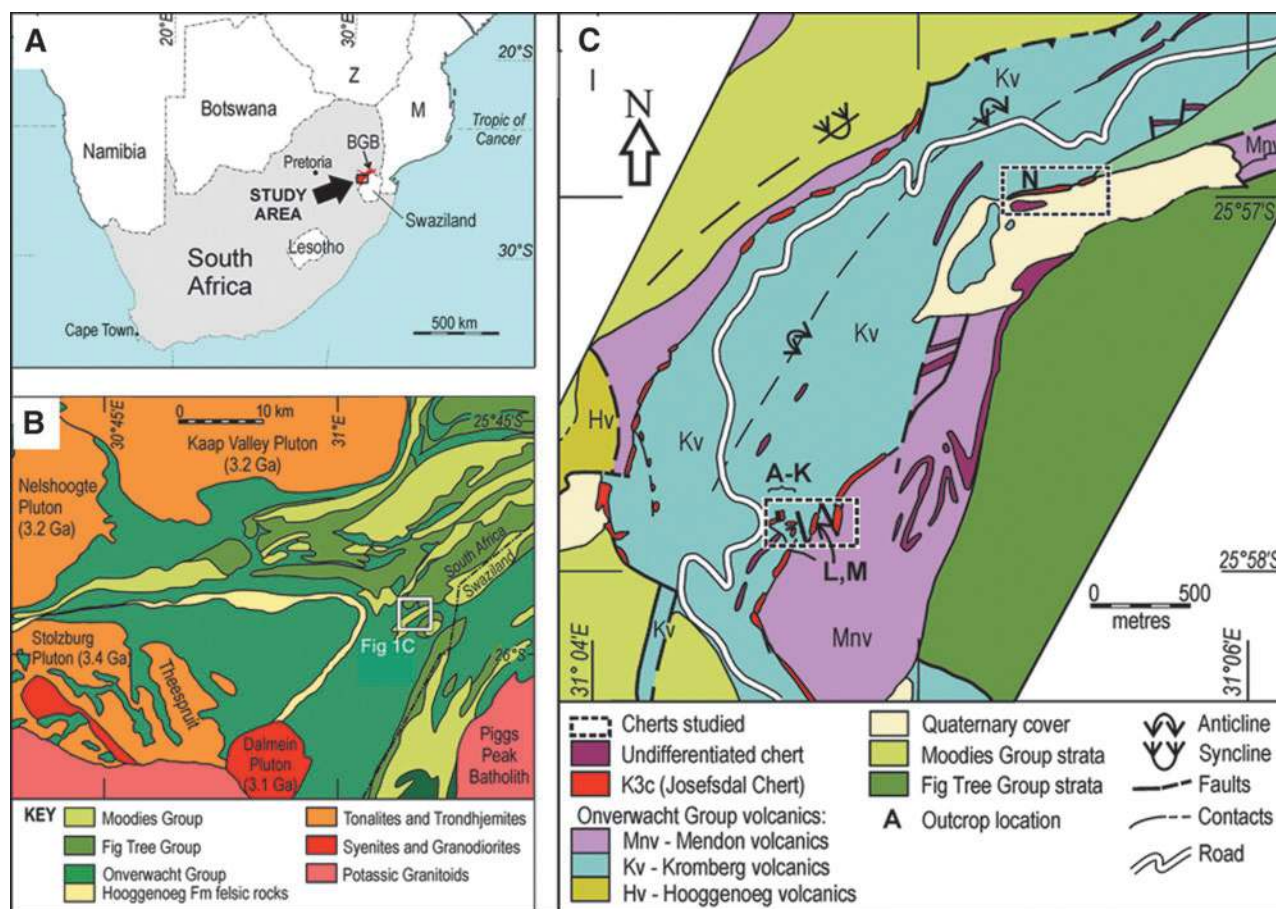 A
20°E
30°E
20°S
Z
Botswana
M
Namibia
Tropic of
Cancer
BGB
Pretoria
STUDY
AREA
Swaziland
South
Africa
Lesotho
30°S
Cape Town
500 km
B
30°45'E
0 10 km
31°E
25°45'S
Kaap Valley Pluton
(3.2 Ga)
Nelshoogte
Pluton
(3.2 Ga)
South Africa
Swaziland
Stolzburg
Pluton (3.4 Ga)
Fig 1C
26°S
Theespruit
Dalmein
Pluton
(3.1 Ga)
Piggs
Peak
Batholith
KEY
Moodies Group
Fig Tree Group
Onverwacht Group
Hooggenoeg Fm felsic rocks
Tonalites and Trondhjemites
Syenites and Granodiorites
Potassic Granitoids
C
Kv
N
Mnv
N
25°57'S
Kv
Hv
Kv
A-K
L,M
25°58'S
0 500
metres
Kv
Mnv
31° 04'E
31° 06'E
Cherts studied
Undifferentiated chert
K3c (Josefsdal Chert)
Onverwacht Group volcanics:
Mnv - Mendon volcanics
Kv - Kromberg volcanics
Hv - Hooggenoeg volcanics
Quaternary cover
Moodies Group strata
Fig Tree Group strata
A Outcrop location
Anticline
Syncline
Faults
Contacts
Road